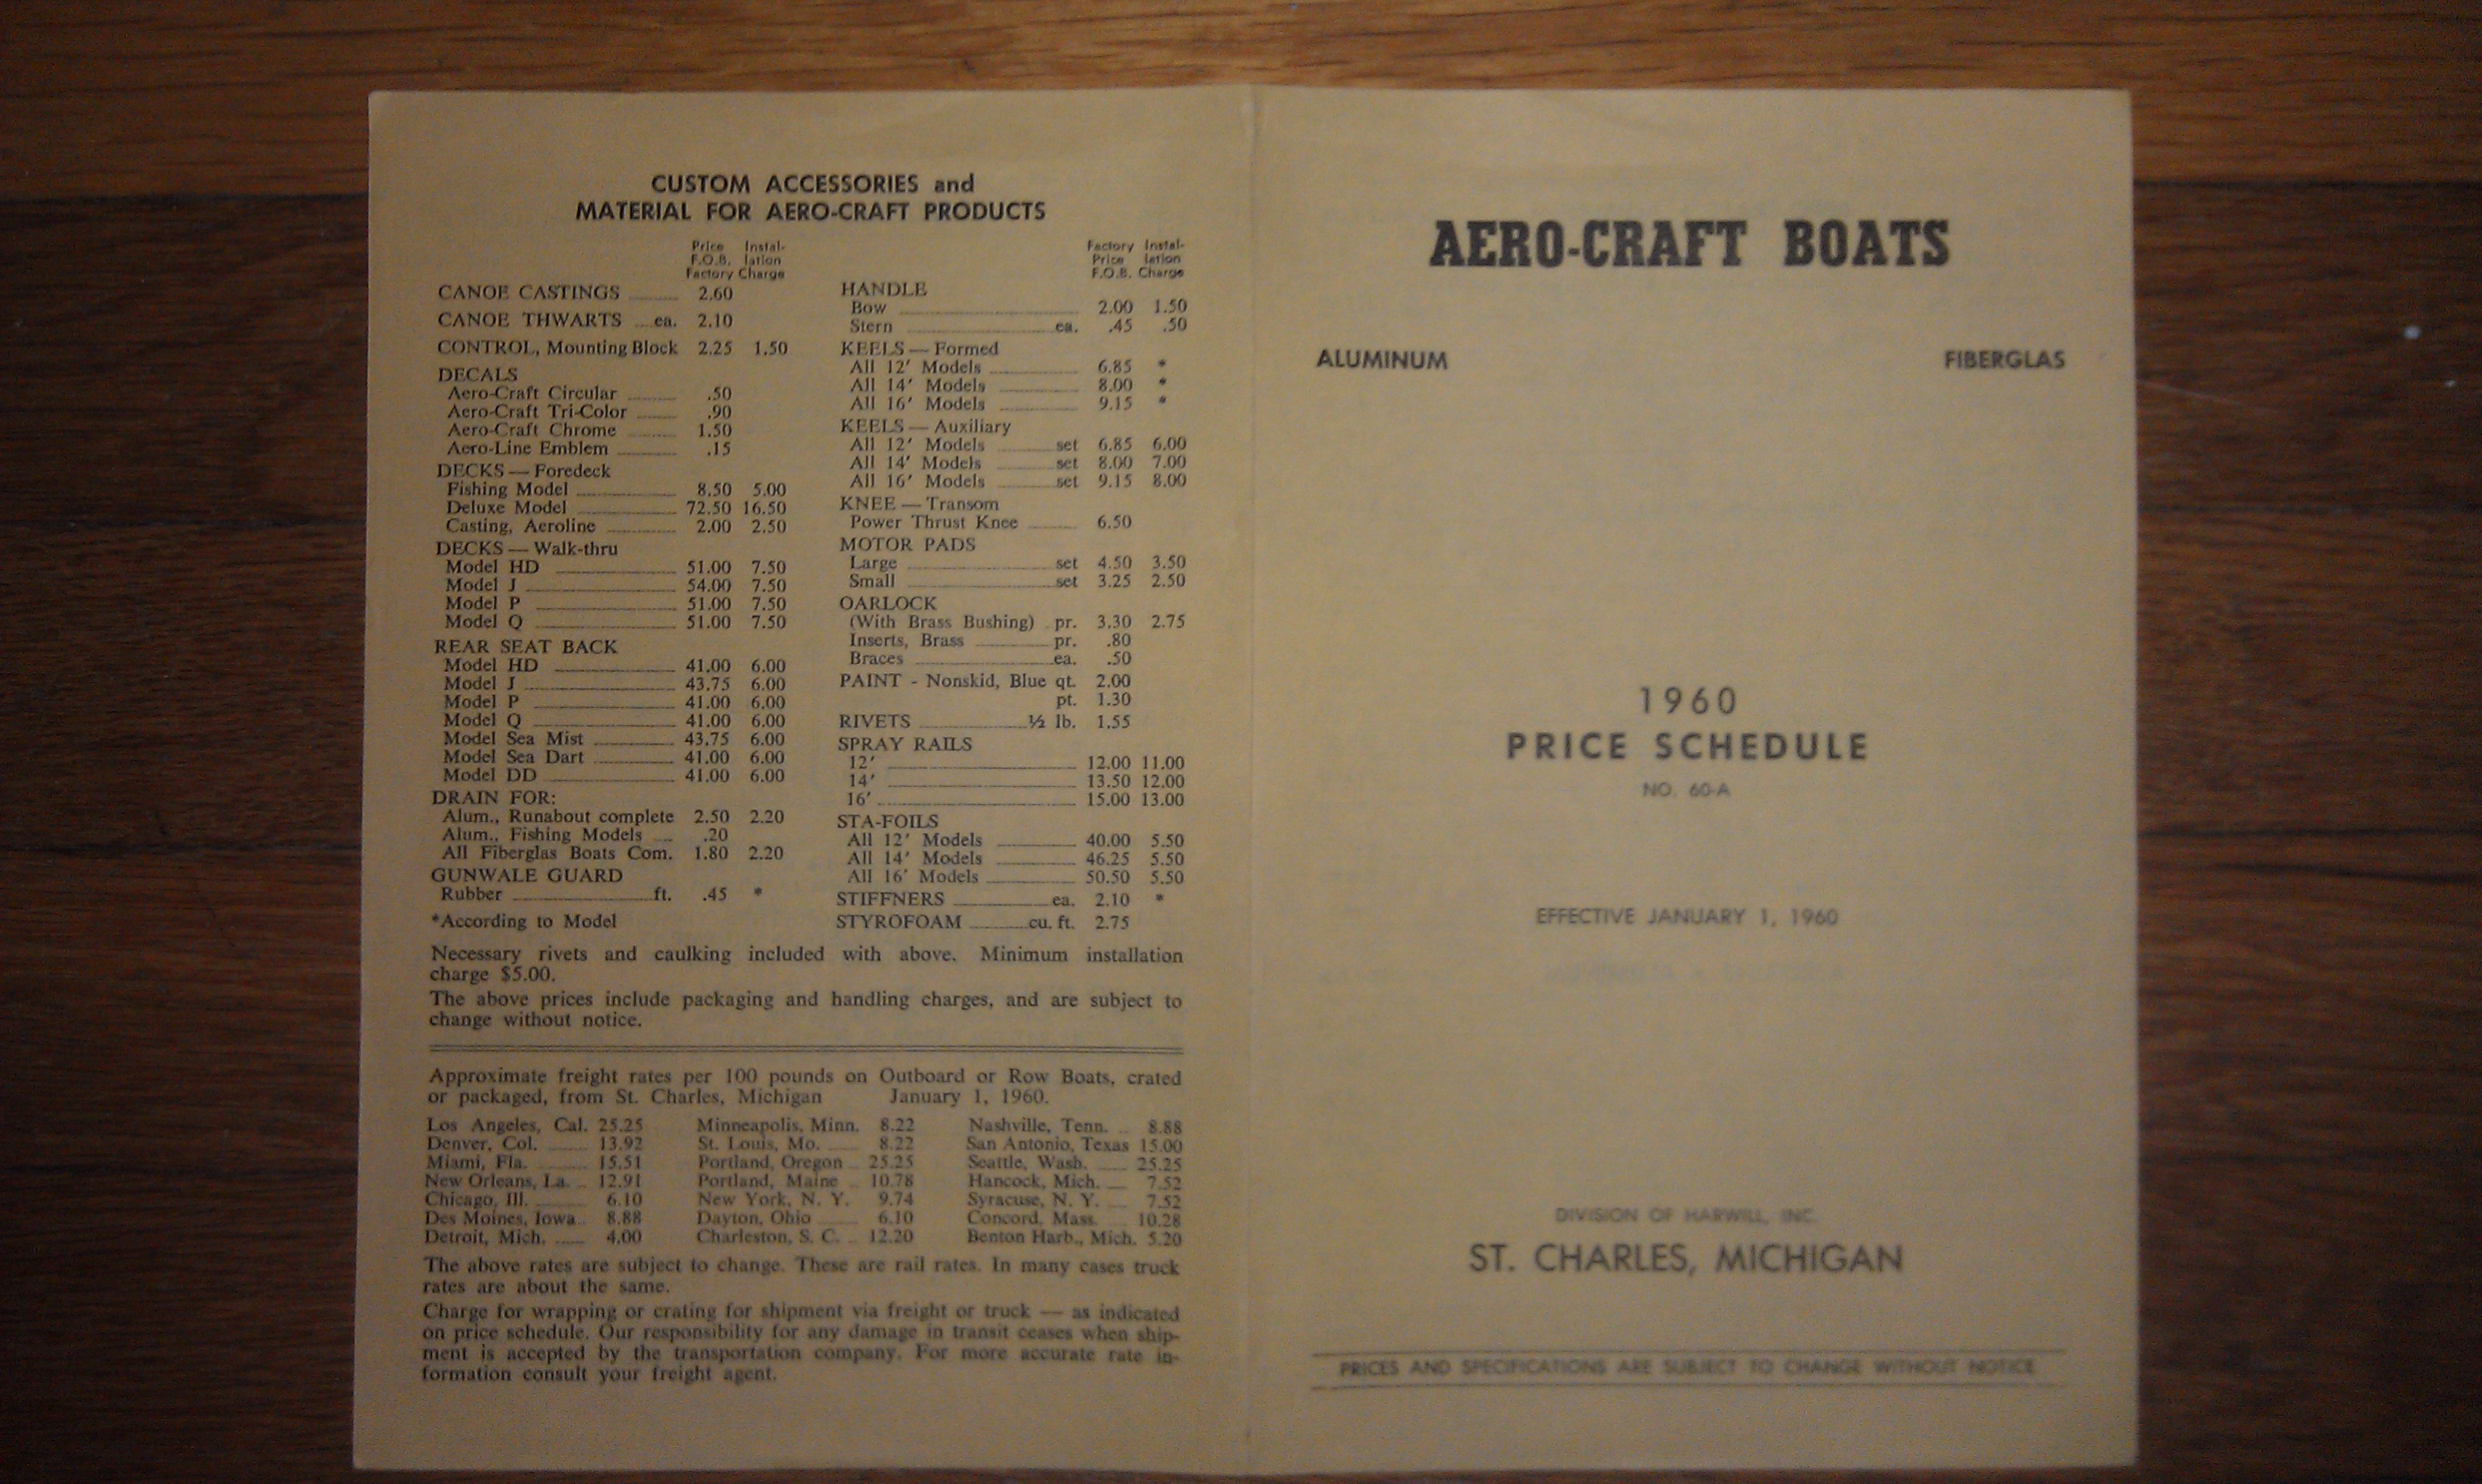 CUSTOM ACCESSORIES and
MATERIAL FOR AERO-CRAFT PRODUCTS
Price Instal-
F.O.B. lation
Factory Charge
CANOE CASTINGS 2.60
CANOE THWARTS ea. 2.10
CONTROL, Mounting Block 2.25 1.50
DECALS
Aero-Craft Circular .50
Aero-Craft Tri-Color .90
Aero-Craft Chrome 1.50
Aero-Line Emblem .15
DECKS — Foredeck
Fishing Model 8.50 5.00
Deluxe Model 72.50 16.50
Casting, Aeroline 2.00 2.50
DECKS — Walk-thru
Model HD 51.00 7.50
Model J 54.00 7.50
Model P 51.00 7.50
Model Q 51.00 7.50
REAR SEAT BACK
Model HD 41.00 6.00
Model J 43.75 6.00
Model P 41.00 6.00
Model Q 41.00 6.00
Model Sea Mist 43.75 6.00
Model Sea Dart 41.00 6.00
Model DD 41.00 6.00
DRAIN FOR:
Alum., Runabout complete 2.50 2.20
Alum., Fishing Models .20
All Fiberglas Boats Com. 1.80 2.20
GUNWALE GUARD
Rubber ft. .45 *
*According to Model
Factory Instal-
Price lation
F.O.B. Charge
HANDLE
Bow 2.00 1.50
Stern ea. .45 .50
KEELS — Formed
All 12' Models 6.85 *
All 14' Models 8.00 *
All 16' Models 9.15 *
KEELS — Auxiliary
All 12' Models set 6.85 6.00
All 14' Models set 8.00 7.00
All 16' Models set 9.15 8.00
KNEE — Transom
Power Thrust Knee 6.50
MOTOR PADS
Large set 4.50 3.50
Small set 3.25 2.50
OARLOCK
(With Brass Bushing) pr. 3.30 2.75
Inserts, Brass pr. .80
Braces ea. .50
PAINT - Nonskid, Blue qt. 2.00
pt. 1.30
RIVETS ½ lb. 1.55
SPRAY RAILS
12' 12.00 11.00
14' 13.50 12.00
16' 15.00 13.00
STA-FOILS
All 12' Models 40.00 5.50
All 14' Models 46.25 5.50
All 16' Models 50.50 5.50
STIFFNERS ea. 2.10 *
STYROFOAM cu. ft. 2.75
Necessary rivets and caulking included with above. Minimum installation
charge $5.00.
The above prices include packaging and handling charges, and are subject to
change without notice.
Approximate freight rates per 100 pounds on Outboard or Row Boats, crated
or packaged, from St. Charles, Michigan January 1, 1960.
Los Angeles, Cal. 25.25 Minneapolis, Minn. 8.22 Nashville, Tenn. 8.88
Denver, Col. 13.92 St. Louis, Mo. 8.22 San Antonio, Texas 15.00
Miami, Fla. 15.51 Portland, Oregon 25.25 Seattle, Wash. 25.25
New Orleans, La. 12.91 Portland, Maine 10.78 Hancock, Mich. 7.52
Chicago, Ill. 6.10 New York, N. Y. 9.74 Syracuse, N. Y. 7.52
Des Moines, Iowa 8.88 Dayton, Ohio 6.10 Concord, Mass. 10.28
Detroit, Mich. 4.00 Charleston, S. C. 12.20 Benton Harb., Mich. 5.20
The above rates are subject to change. These are rail rates. In many cases truck
rates are about the same.
Charge for wrapping or crating for shipment via freight or truck — as indicated
on price schedule. Our responsibility for any damage in transit ceases when ship-
ment is accepted by the transportation company. For more accurate rate in-
formation consult your freight agent.
AERO-CRAFT BOATS
ALUMINUM FIBERGLAS
1960
PRICE SCHEDULE
NO. 60-A
EFFECTIVE JANUARY 1, 1960
DIVISION OF HARWILL, INC.
ST. CHARLES, MICHIGAN
PRICES AND SPECIFICATIONS ARE SUBJECT TO CHANGE WITHOUT NOTICE